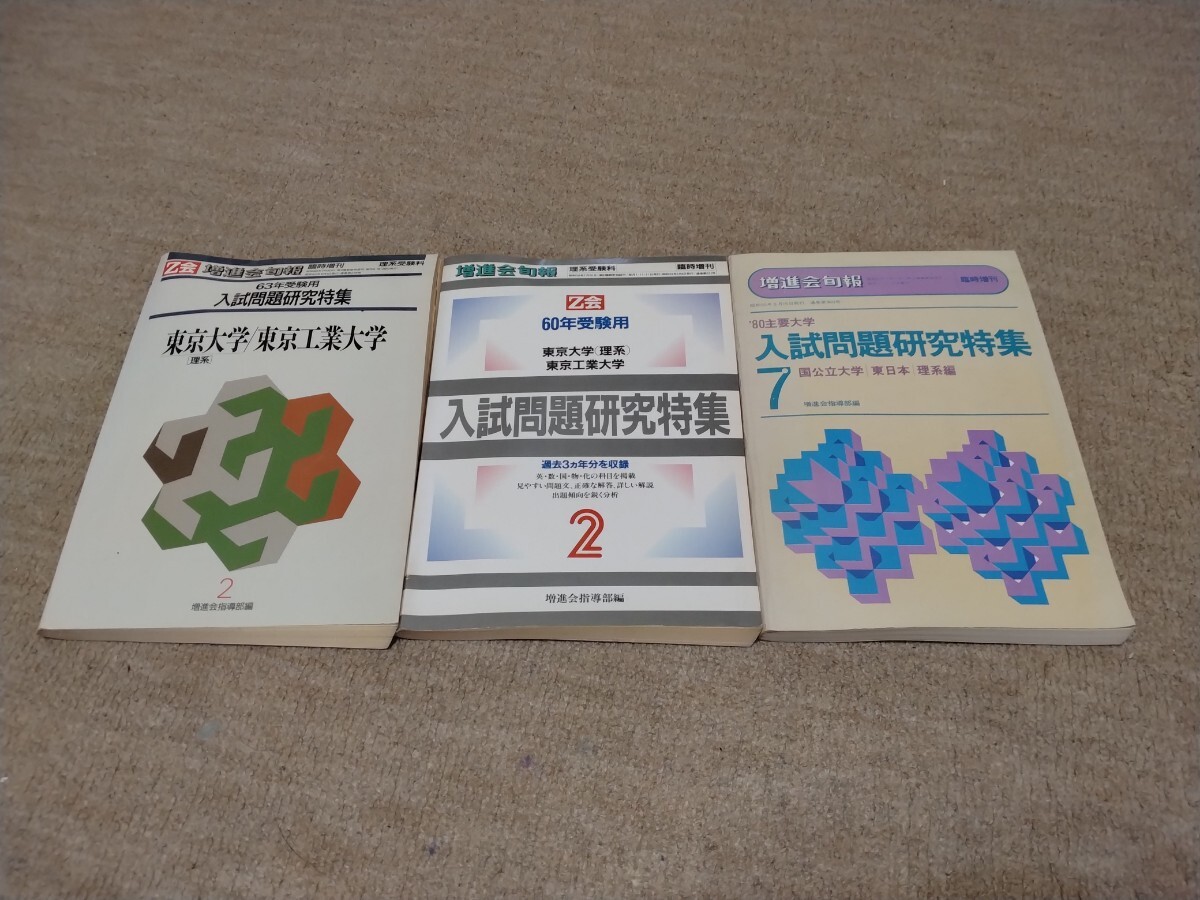 Z会 増進会旬報 臨時増刊 理系受験科
63年受験用
入試問題研究特集
東京大学/東京工業大学
[理系]
2
増進会指導部編
増進会旬報 理系受験科 臨時増刊
Z会
60年受験用
東京大学[理系]
東京工業大学
入試問題研究特集
過去3ヵ年分を収録
英・数・国・物・化の科目を掲載
見やすい問題文、正確な解答、詳しい解説
出題傾向を鋭く分析
2
増進会指導部編
増進会旬報 臨時増刊
'80主要大学
入試問題研究特集
7 国公立大学[東日本]理系編
増進会指導部編